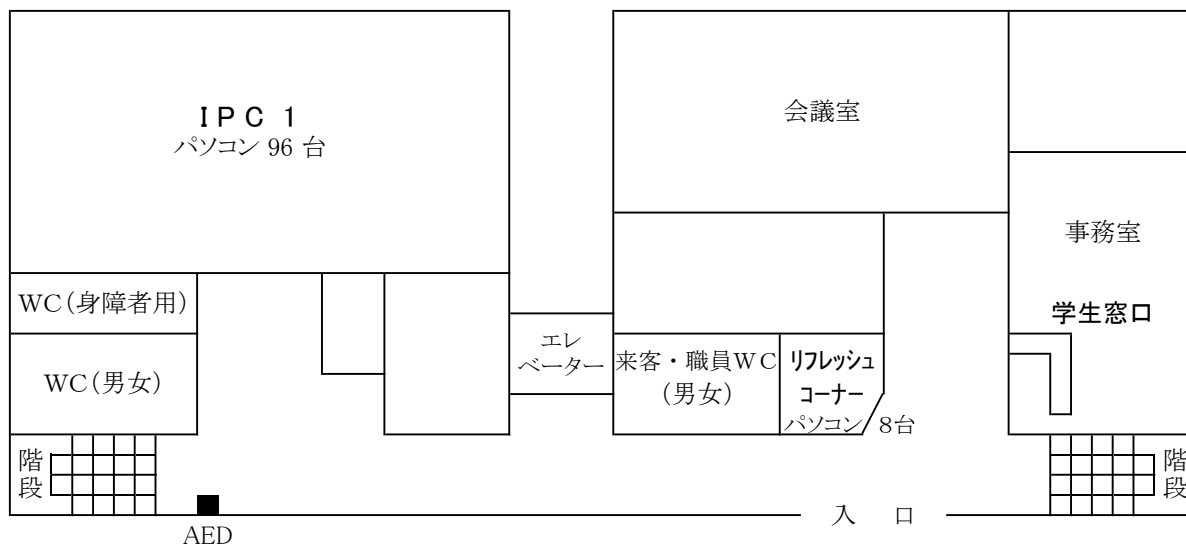 IPC 1
パソコン 96 台
会議室
事務室
学生窓口
WC(身障者用)
WC(男女)
エレ
ベーター
来客・職員WC
(男女)
リフレッシュ
コーナー
パソコン 8台
階
段
階
段
AED
入 口